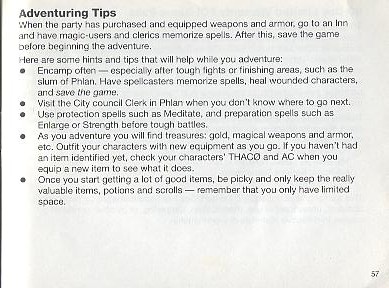 Adventuring Tips
When the party has purchased and equipped weapons and armor, go to an Inn
and have magic-users and clerics memorize spells. After this, save the game
before beginning the adventure.
Here are some hints and tips that will help while you adventure:
● Encamp often — especially after tough fights or finishing areas, such as the
slum of Phlan. Have spellcasters memorize spells, heal wounded characters,
and save the game.
● Visit the City council Clerk in Phlan when you don't know where to go next.
● Use protection spells such as Meditate, and preparation spells such as
Enlarge or Strength before tough battles.
● As you adventure you will find treasures: gold, magical weapons and armor,
etc. Outfit your characters with new equipment as you go. If you haven't had
an item identified yet, check your characters' THACØ and AC when you
equip a new item to see what it does.
● Once you start getting a lot of good items, be picky and only keep the really
valuable items, potions and scrolls — remember that you only have limited
space.
57